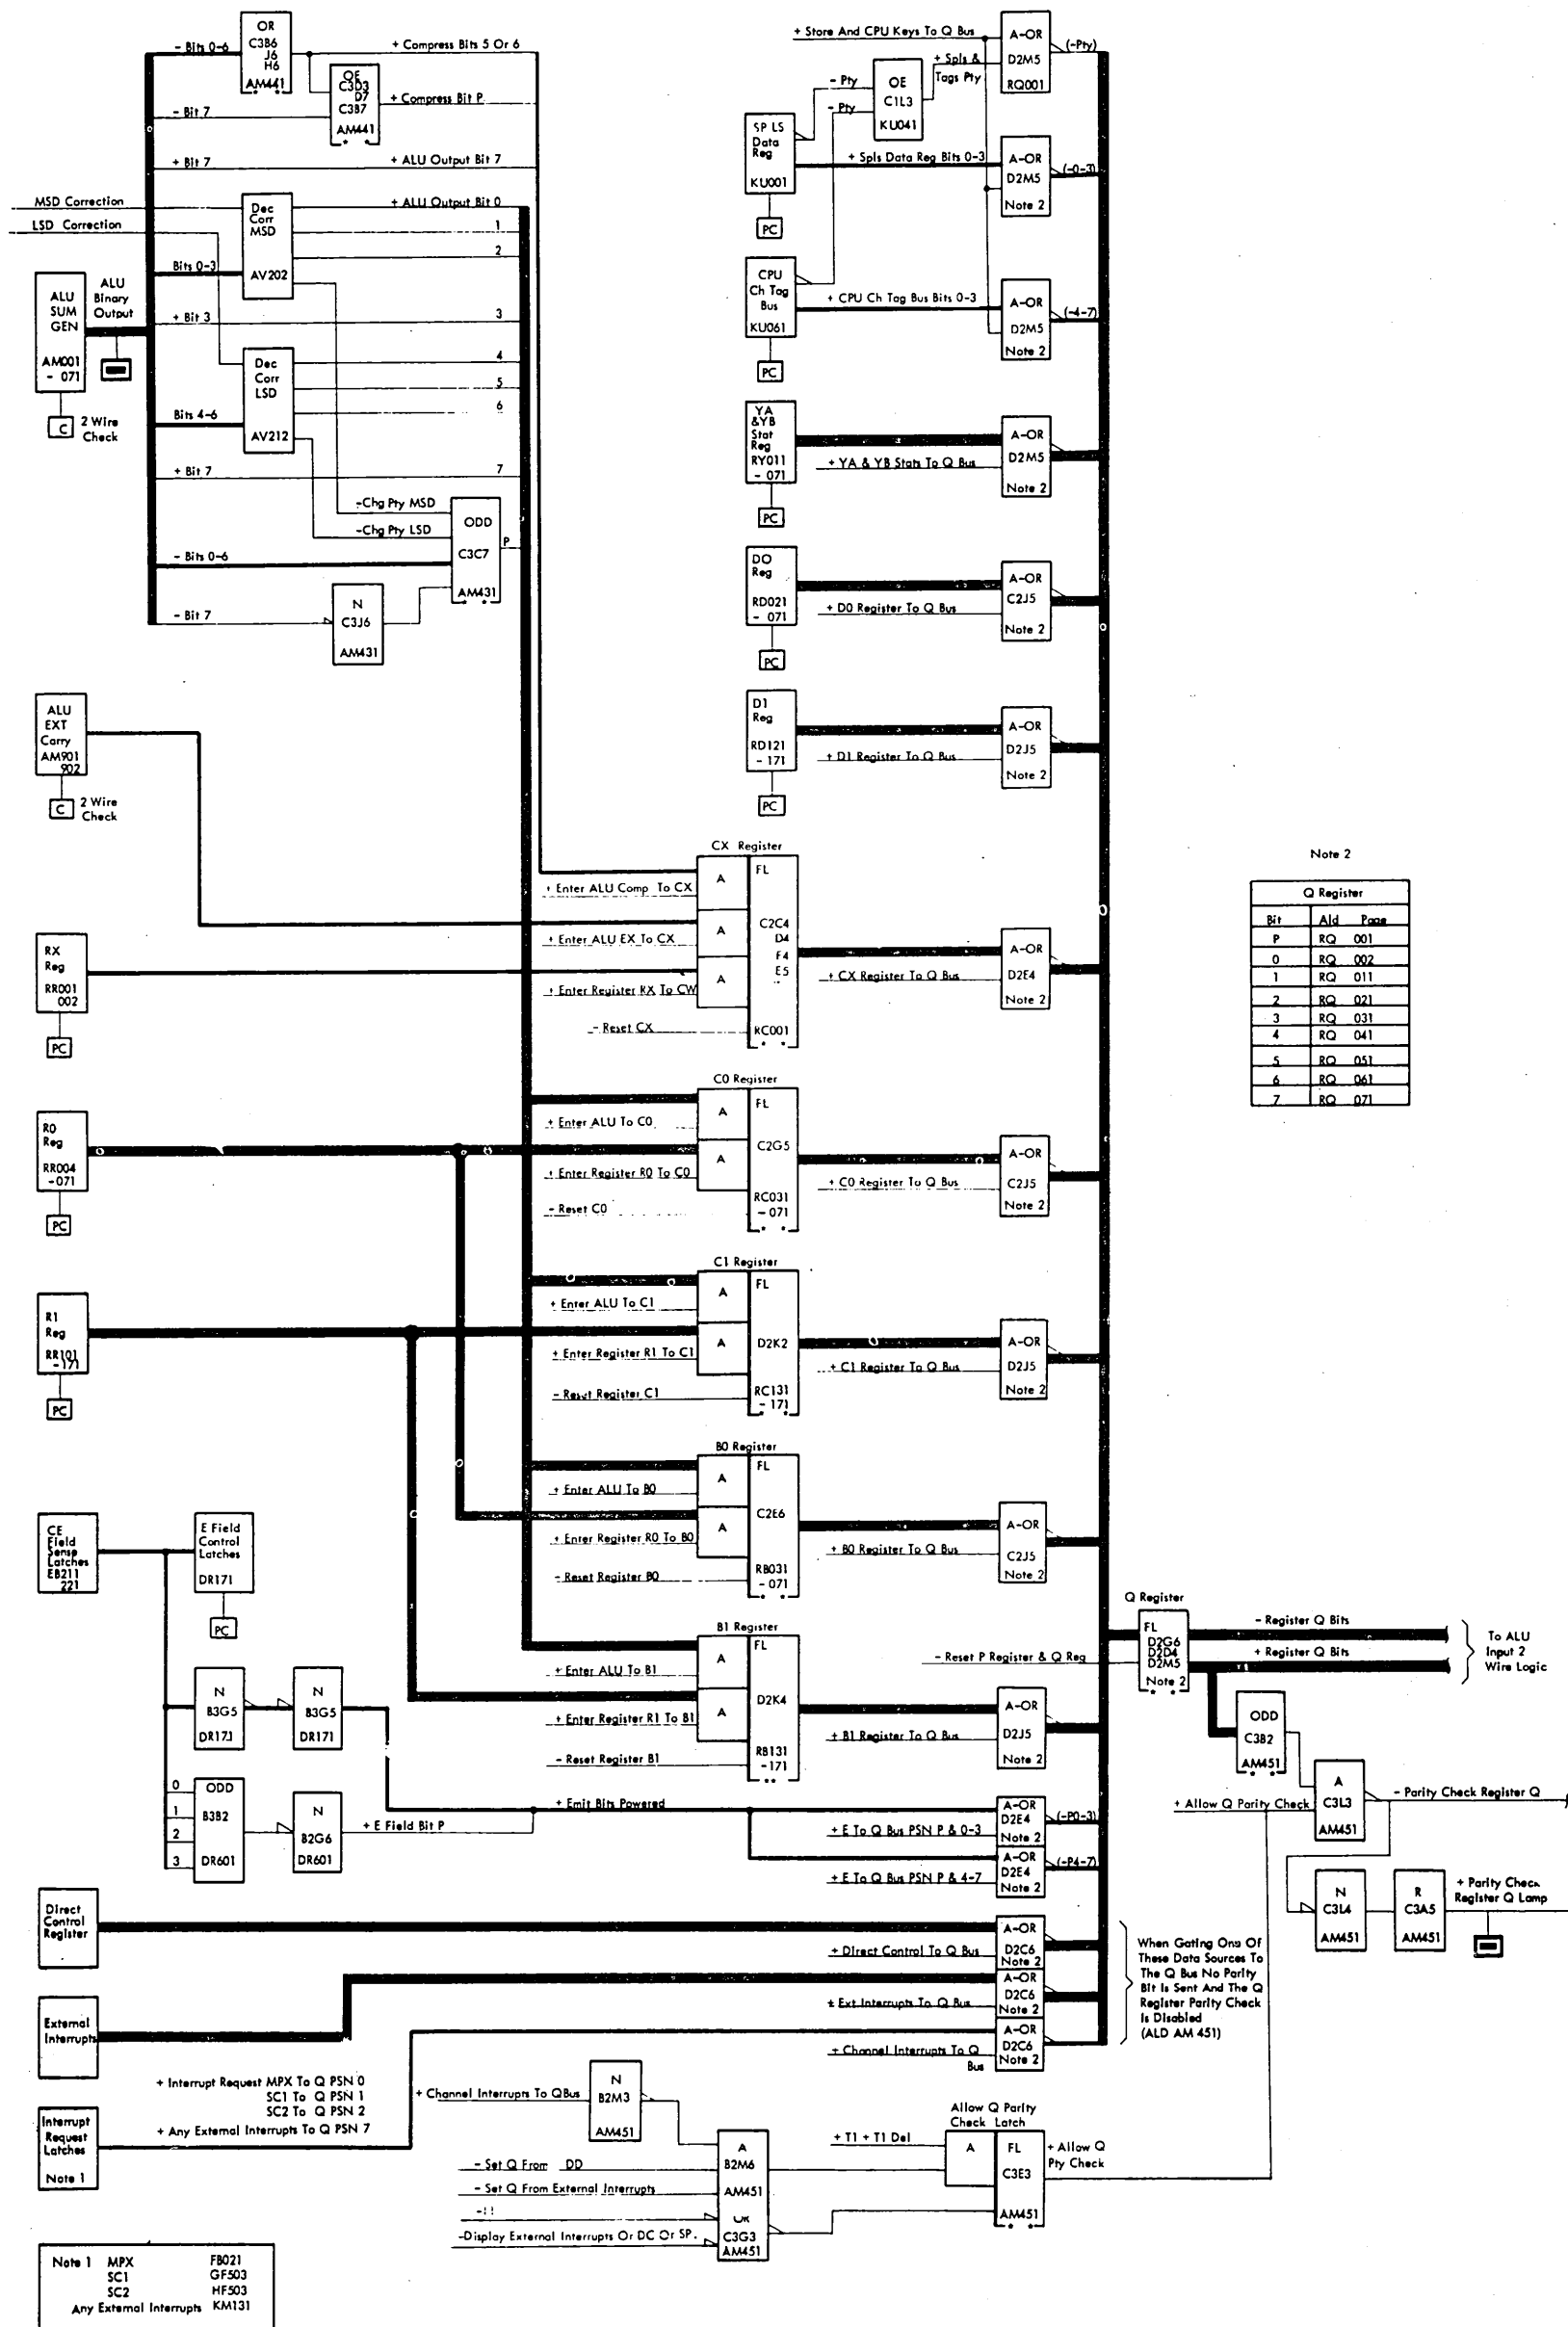 OR
C3B6
J6
H6
AM441
- Bits 0-6
+ Compress Bits 5 Or 6
OE
C3D3
D7
C3B7
AM441
- Bit 7
+ Compress Bit P
+ Bit 7
+ ALU Output Bit 7
MSD Correction
LSD Correction
Dec
Corr
MSD
AV202
+ ALU Output Bit 0
1
2
Bits 0-3
ALU
SUM
GEN
AM001
- 071
ALU
Binary
Output
C
2 Wire
Check
+ Bit 3
3
Dec
Corr
LSD
AV212
4
5
6
Bits 4-6
+ Bit 7
7
-Chg Pty MSD
-Chg Pty LSD
ODD
C3C7
AM431
P
- Bits 0-6
- Bit 7
N
C3J6
AM431
+ Store And CPU Keys To Q Bus
A-OR
D2M5
RQ001
(-Pty)
+ Spls &
Tags Pty
- Pty
- Pty
OE
C1L3
KU041
SP LS
Data
Reg
KU001
PC
+ Spls Data Reg Bits 0-3
A-OR
D2M5
Note 2
(-0-3)
CPU
Ch Tag
Bus
KU061
PC
+ CPU Ch Tag Bus Bits 0-3
A-OR
D2M5
Note 2
(-4-7)
YA
&YB
Stat
Reg
RY011
- 071
PC
+ YA & YB Stats To Q Bus
A-OR
D2M5
Note 2
DO
Reg
RD021
- 071
PC
+ D0 Register To Q Bus
A-OR
C2J5
Note 2
D1
Reg
RD121
- 171
PC
+ D1 Register To Q Bus
A-OR
D2J5
Note 2
ALU
EXT
Carry
AM901
902
C
2 Wire
Check
CX Register
A
FL
+ Enter ALU Comp To CX
A
C2C4
D4
F4
E5
+ Enter ALU EX To CX
A
+ Enter Register RX To CW
- Reset CX
RC001
+ CX Register To Q Bus
A-OR
D2E4
Note 2
RX
Reg
RR001
002
PC
Note 2
Q Register
Bit Ald Page
P RQ 001
0 RQ 002
1 RQ 011
2 RQ 021
3 RQ 031
4 RQ 041
5 RQ 051
6 RQ 061
7 RQ 071
R0
Reg
RR004
-071
PC
C0 Register
A
FL
+ Enter ALU To C0
C2G5
A
+ Enter Register R0 To C0
- Reset C0
RC031
- 071
+ C0 Register To Q Bus
A-OR
C2J5
Note 2
R1
Reg
RR101
-171
PC
C1 Register
A
FL
+ Enter ALU To C1
D2K2
A
+ Enter Register R1 To C1
- Reset Register C1
RC131
- 171
+ C1 Register To Q Bus
A-OR
D2J5
Note 2
B0 Register
A
FL
+ Enter ALU To B0
C2E6
A
+ Enter Register R0 To B0
- Reset Register B0
RB031
- 071
+ B0 Register To Q Bus
A-OR
C2J5
Note 2
CE
Field
Sense
Latches
EB211
221
E Field
Control
Latches
DR171
PC
B1 Register
A
FL
+ Enter ALU To B1
D2K4
A
+ Enter Register R1 To B1
- Reset Register B1
RB131
-171
+ B1 Register To Q Bus
A-OR
D2J5
Note 2
N
B3G5
DR171
N
B3G5
DR171
0
1
2
3
ODD
B3B2
DR601
N
B2G6
DR601
+ E Field Bit P
+ Emit Bits Powered
+ E To Q Bus PSN P & 0-3
A-OR
D2E4
Note 2
(-P0-3)
+ E To Q Bus PSN P & 4-7
A-OR
D2E4
Note 2
(-P4-7)
Q Register
FL
D2G6
D2D4
D2M5
Note 2
- Reset P Register & Q Reg
- Register Q Bits
+ Register Q Bits
To ALU
Input 2
Wire Logic
ODD
C3B2
AM451
+ Allow Q Parity Check
A
C3L3
AM451
- Parity Check Register Q
N
C3L4
AM451
R
C3A5
AM451
+ Parity Check
Register Q Lamp
Direct
Control
Register
+ Direct Control To Q Bus
A-OR
D2C6
Note 2
External
Interrupts
+ Ext Interrupts To Q Bus
A-OR
D2C6
Note 2
+ Channel Interrupts To Q
Bus
A-OR
D2C6
Note 2
When Gating One Of
These Data Sources To
The Q Bus No Parity
Bit Is Sent And The Q
Register Parity Check
Is Disabled
(ALD AM 451)
+ Interrupt Request MPX To Q PSN 0
SC1 To Q PSN 1
SC2 To Q PSN 2
+ Any External Interrupts To Q PSN 7
Interrupt
Request
Latches
Note 1
+ Channel Interrupts To QBus
N
B2M3
AM451
- Set Q From DD
- Set Q From External Interrupts
-Display External Interrupts Or DC Or SP.
A
B2M6
AM451
OR
C3G3
AM451
Allow Q Parity
Check Latch
+ T1 + T1 Del
A
FL
C3E3
AM451
+ Allow Q
Pty Check
Note 1 MPX FB021
SC1 GF503
SC2 HF503
Any External Interrupts KM131